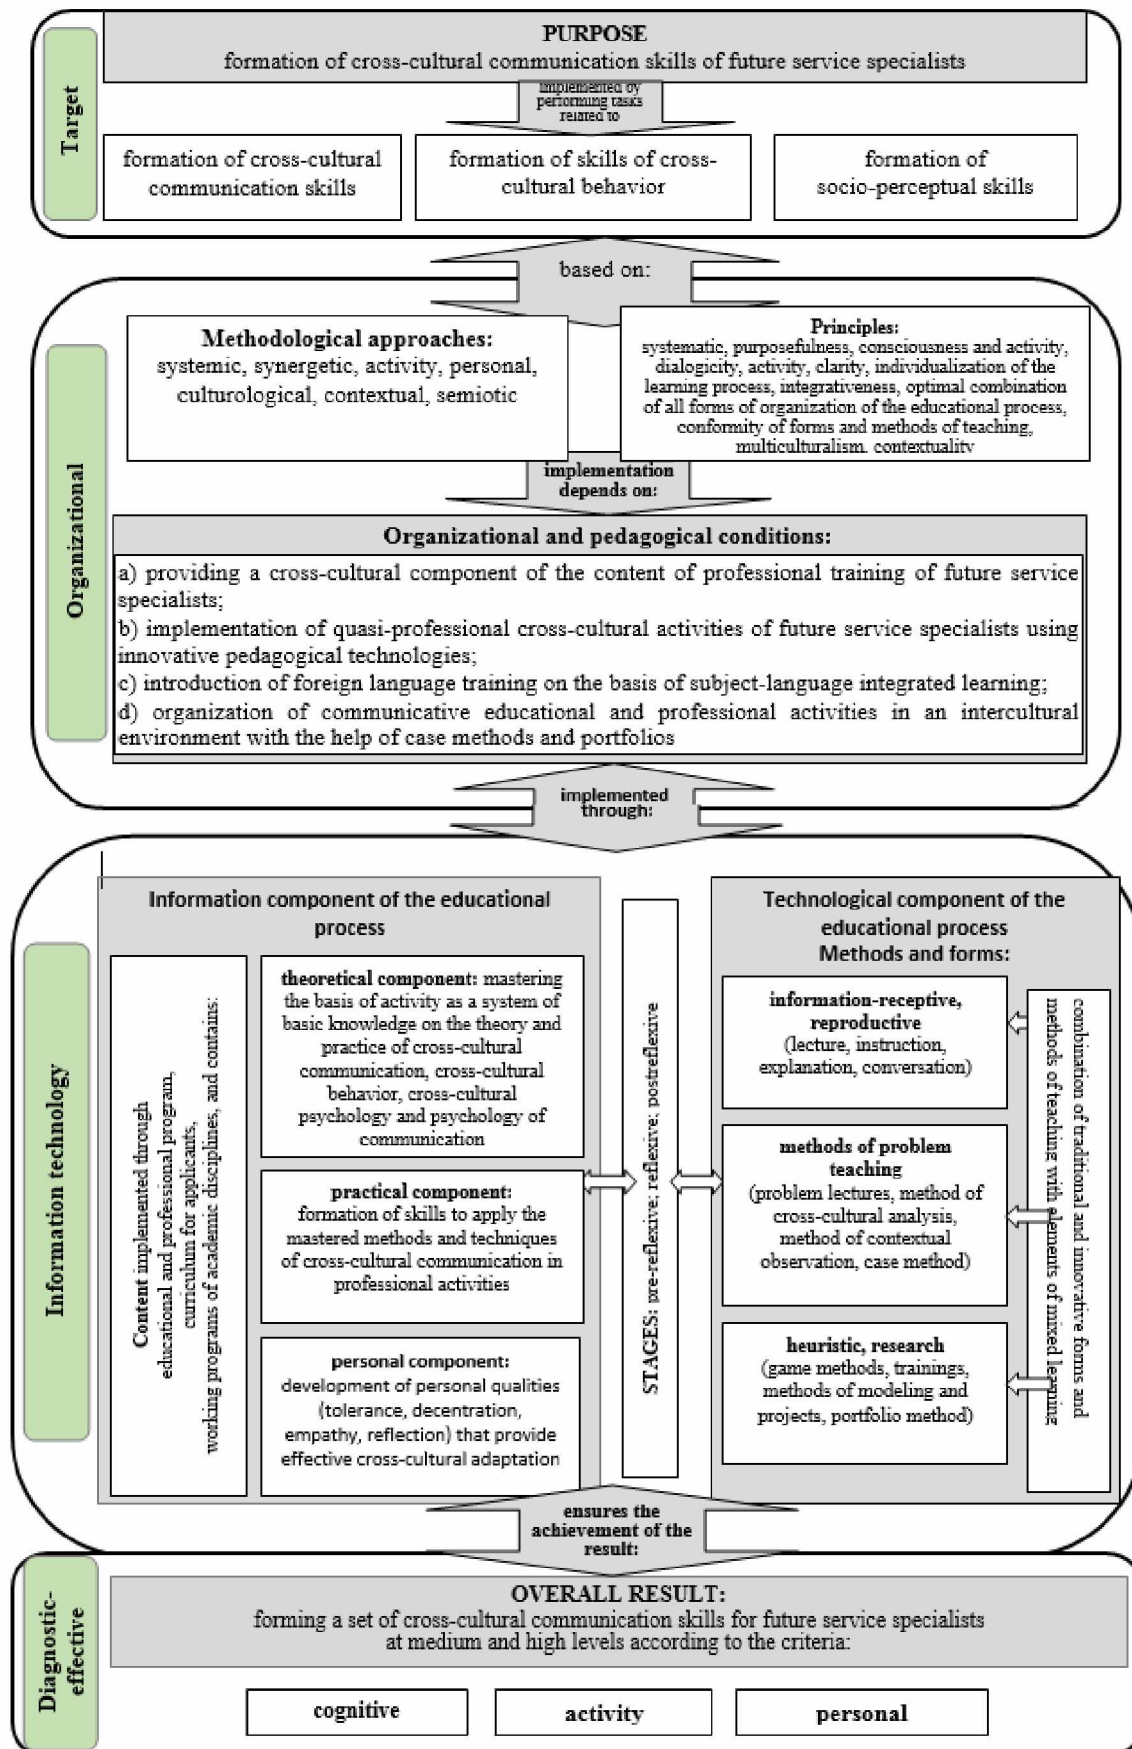 Target
PURPOSE
formation of cross-cultural communication skills of future service specialists
implemented by
performing tasks
related to
formation of cross-cultural
communication skills
formation of skills of cross-
cultural behavior
formation of
socio-perceptual skills
based on:
Organizational
Methodological approaches:
systemic, synergetic, activity, personal,
culturological, contextual, semiotic
Principles:
systematic, purposefulness, consciousness and activity,
dialogicity, activity, clarity, individualization of the
learning process, integrativeness, optimal combination
of all forms of organization of the educational process,
conformity of forms and methods of teaching,
multiculturalism, contextuality
implementation
depends on:
Organizational and pedagogical conditions:
a) providing a cross-cultural component of the content of professional training of future service
specialists;
b) implementation of quasi-professional cross-cultural activities of future service specialists using
innovative pedagogical technologies;
c) introduction of foreign language training on the basis of subject-language integrated learning;
d) organization of communicative educational and professional activities in an intercultural
environment with the help of case methods and portfolios
implemented
through:
Information technology
Information component of the educational
process
Content implemented through
educational and professional program,
curriculum for applicants,
working programs of academic disciplines, and contains:
theoretical component: mastering
the basis of activity as a system of
basic knowledge on the theory and
practice of cross-cultural
communication, cross-cultural
behavior, cross-cultural
psychology and psychology of
communication
practical component:
formation of skills to apply the
mastered methods and techniques
of cross-cultural communication in
professional activities
personal component:
development of personal qualities
(tolerance, decentration,
empathy, reflection) that provide
effective cross-cultural adaptation
STAGES: pre-reflexive; reflexive; postreflexive
Technological component of the
educational process
Methods and forms:
information-receptive,
reproductive
(lecture, instruction,
explanation, conversation)
methods of problem
teaching
(problem lectures, method of
cross-cultural analysis,
method of contextual
observation, case method)
heuristic, research
(game methods, trainings,
methods of modeling and
projects, portfolio method)
combination of traditional and innovative forms and
methods of teaching with elements of mixed learning
ensures the
achievement of the
result:
Diagnostic-
effective
OVERALL RESULT:
forming a set of cross-cultural communication skills for future service specialists
at medium and high levels according to the criteria:
cognitive
activity
personal